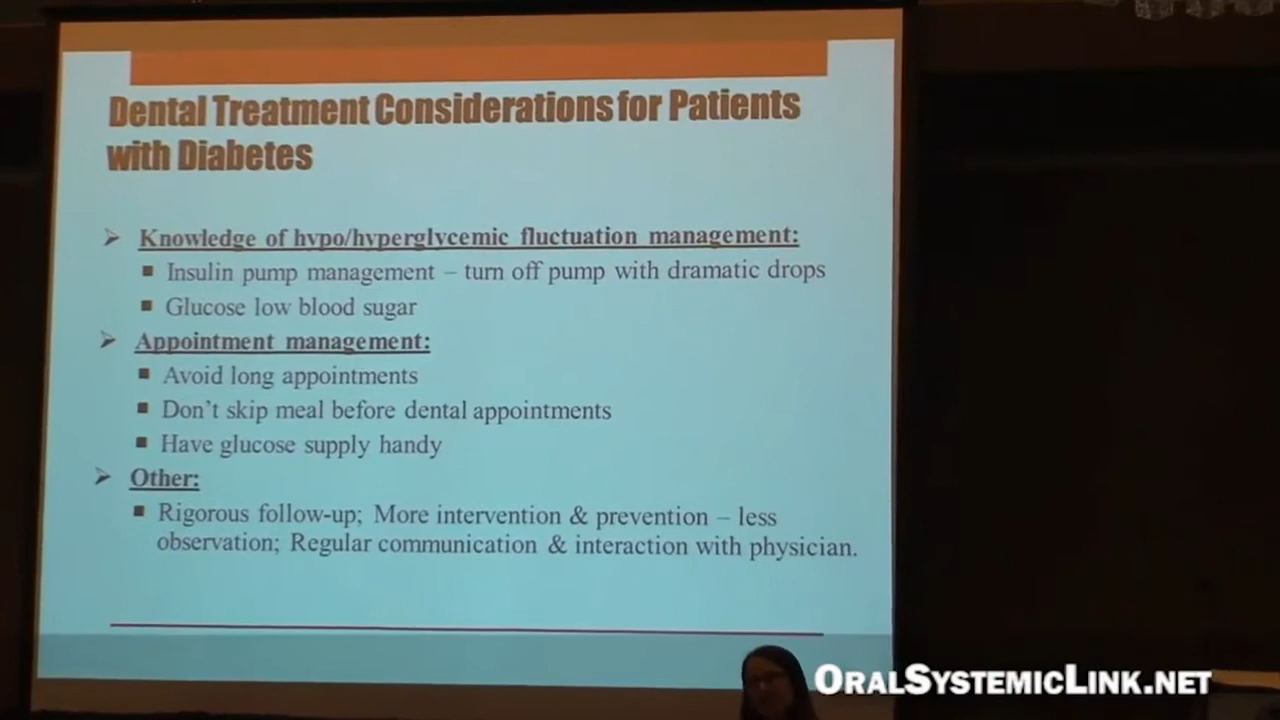 Dental Treatment Considerations for Patients
with Diabetes
➢ Knowledge of hypo/hyperglycemic fluctuation management:
▪ Insulin pump management – turn off pump with dramatic drops
▪ Glucose low blood sugar
➢ Appointment management:
▪ Avoid long appointments
▪ Don't skip meal before dental appointments
▪ Have glucose supply handy
➢ Other:
▪ Rigorous follow-up; More intervention & prevention – less
observation; Regular communication & interaction with physician.
ORALSYSTEMICLINK.NET